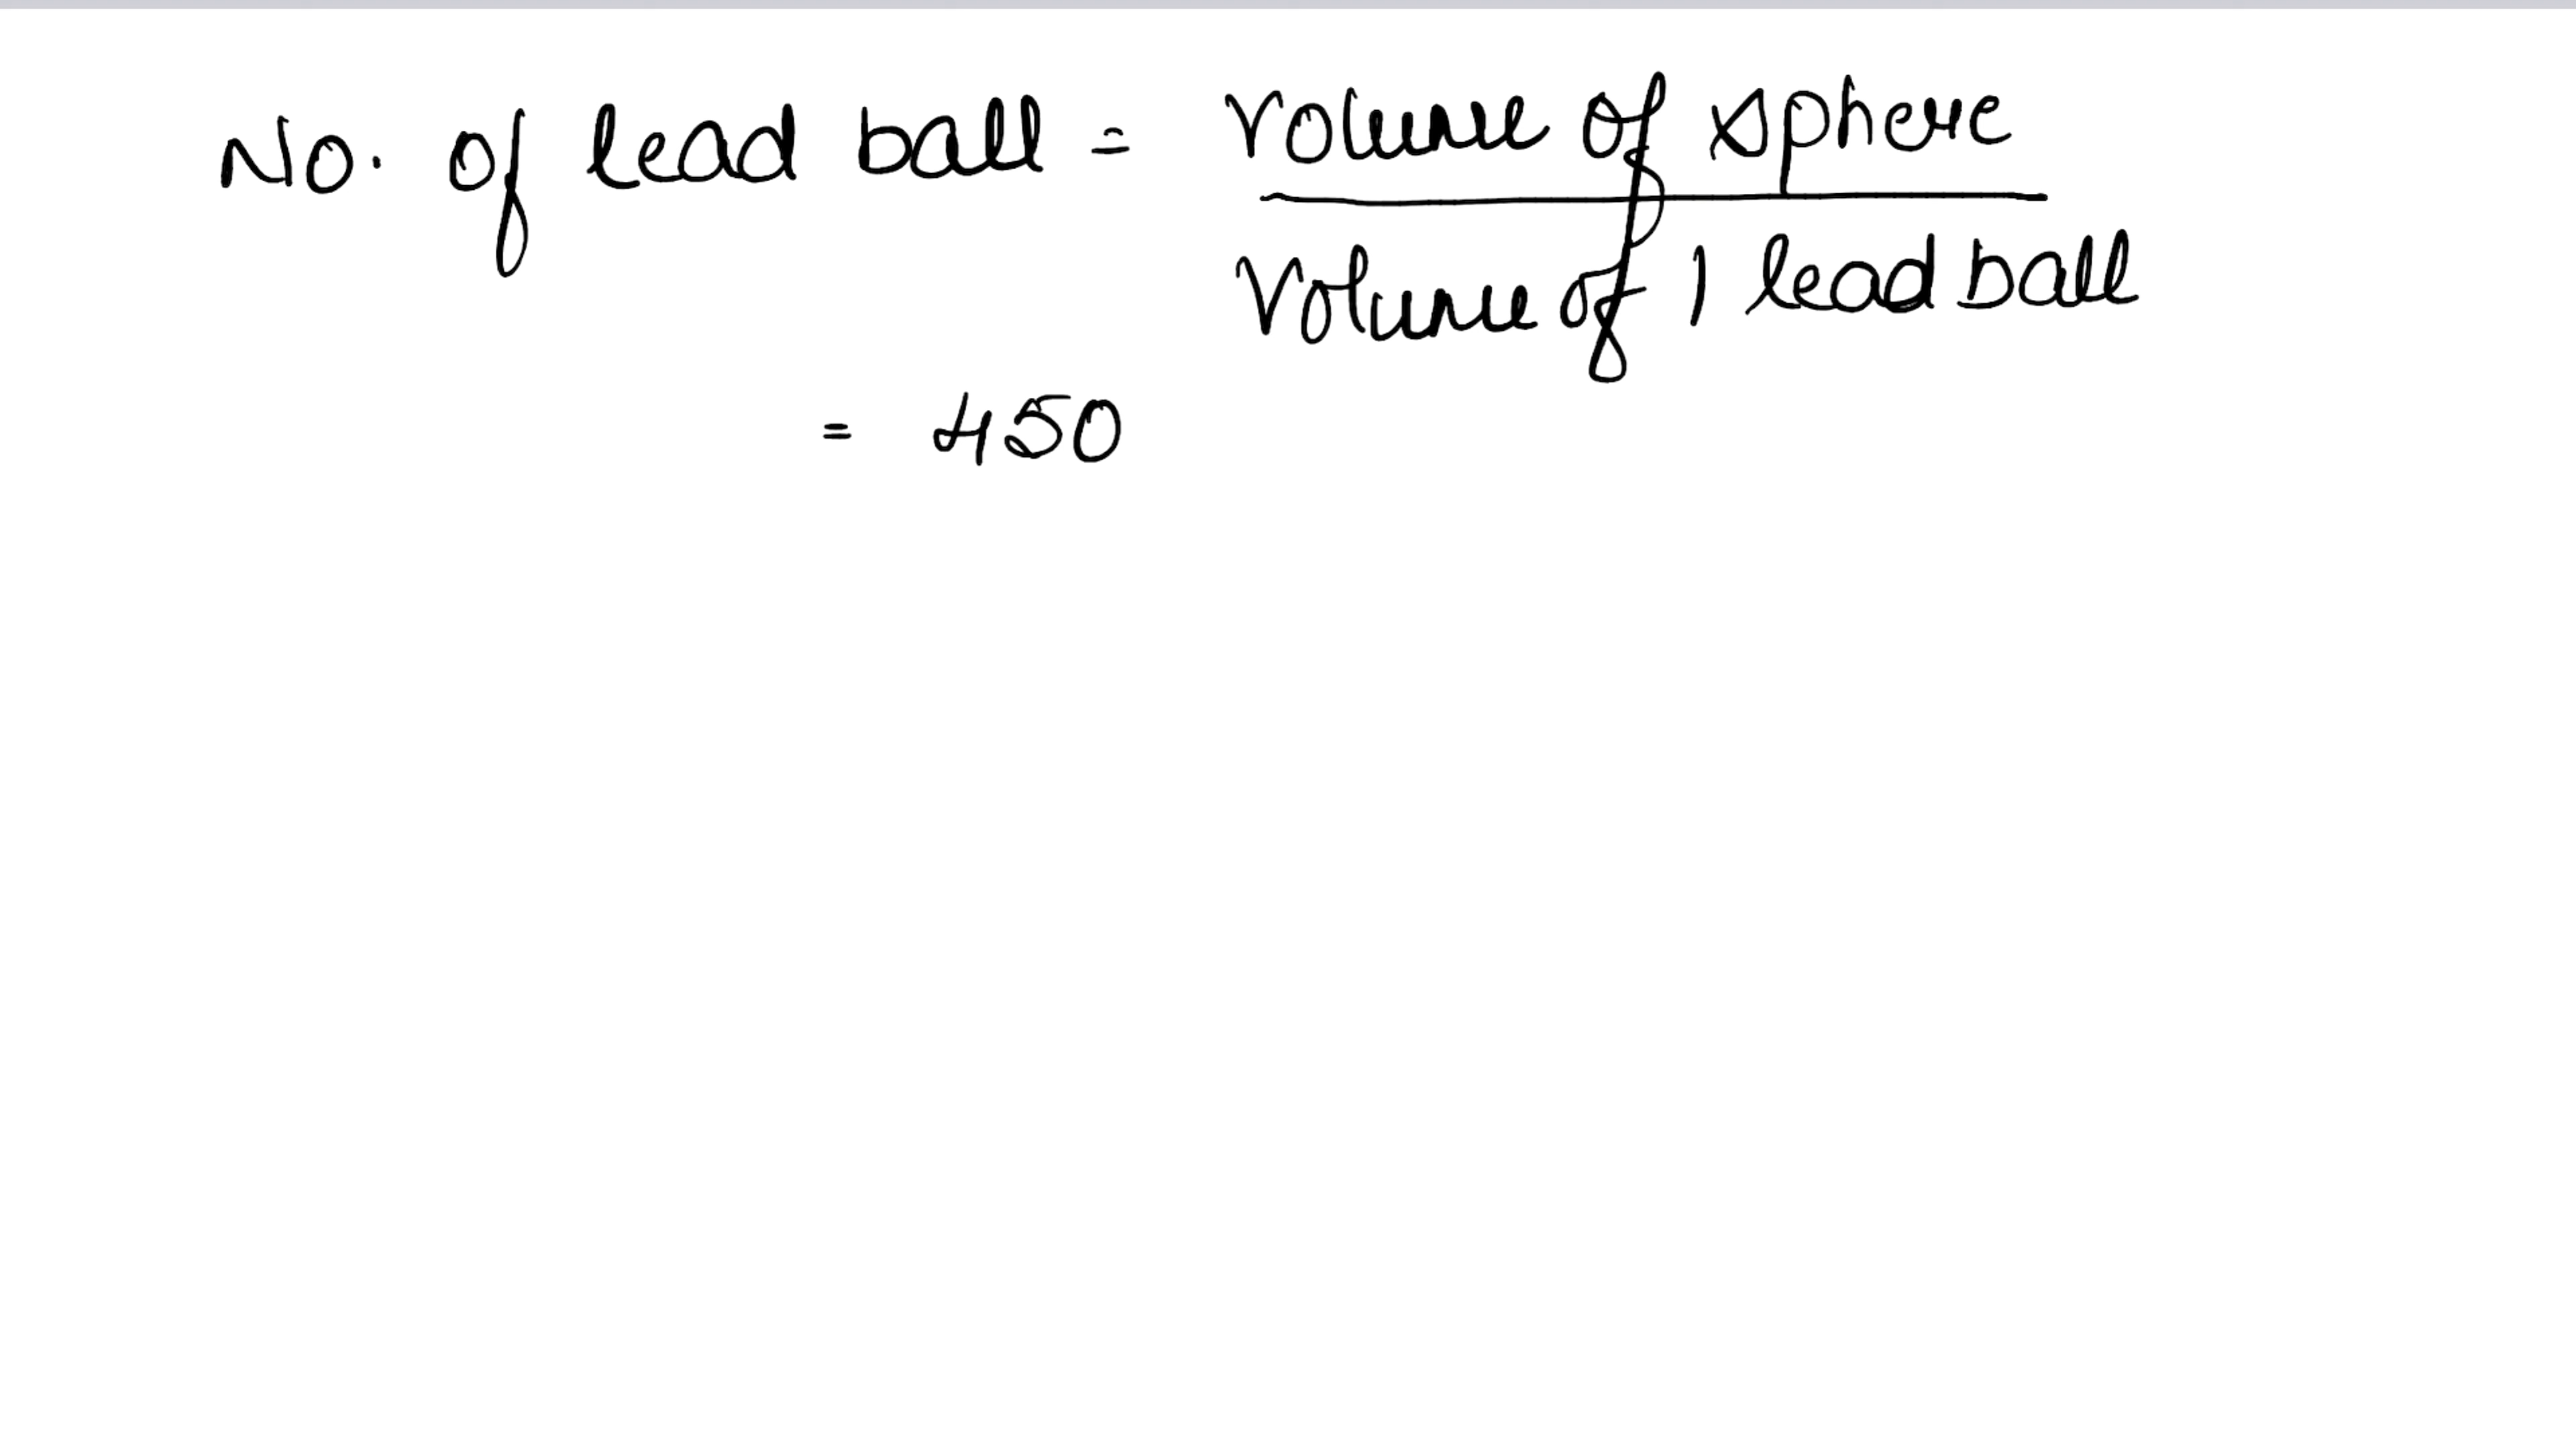 No. of lead ball = Volume of sphere
Volume of 1 lead ball
= 450